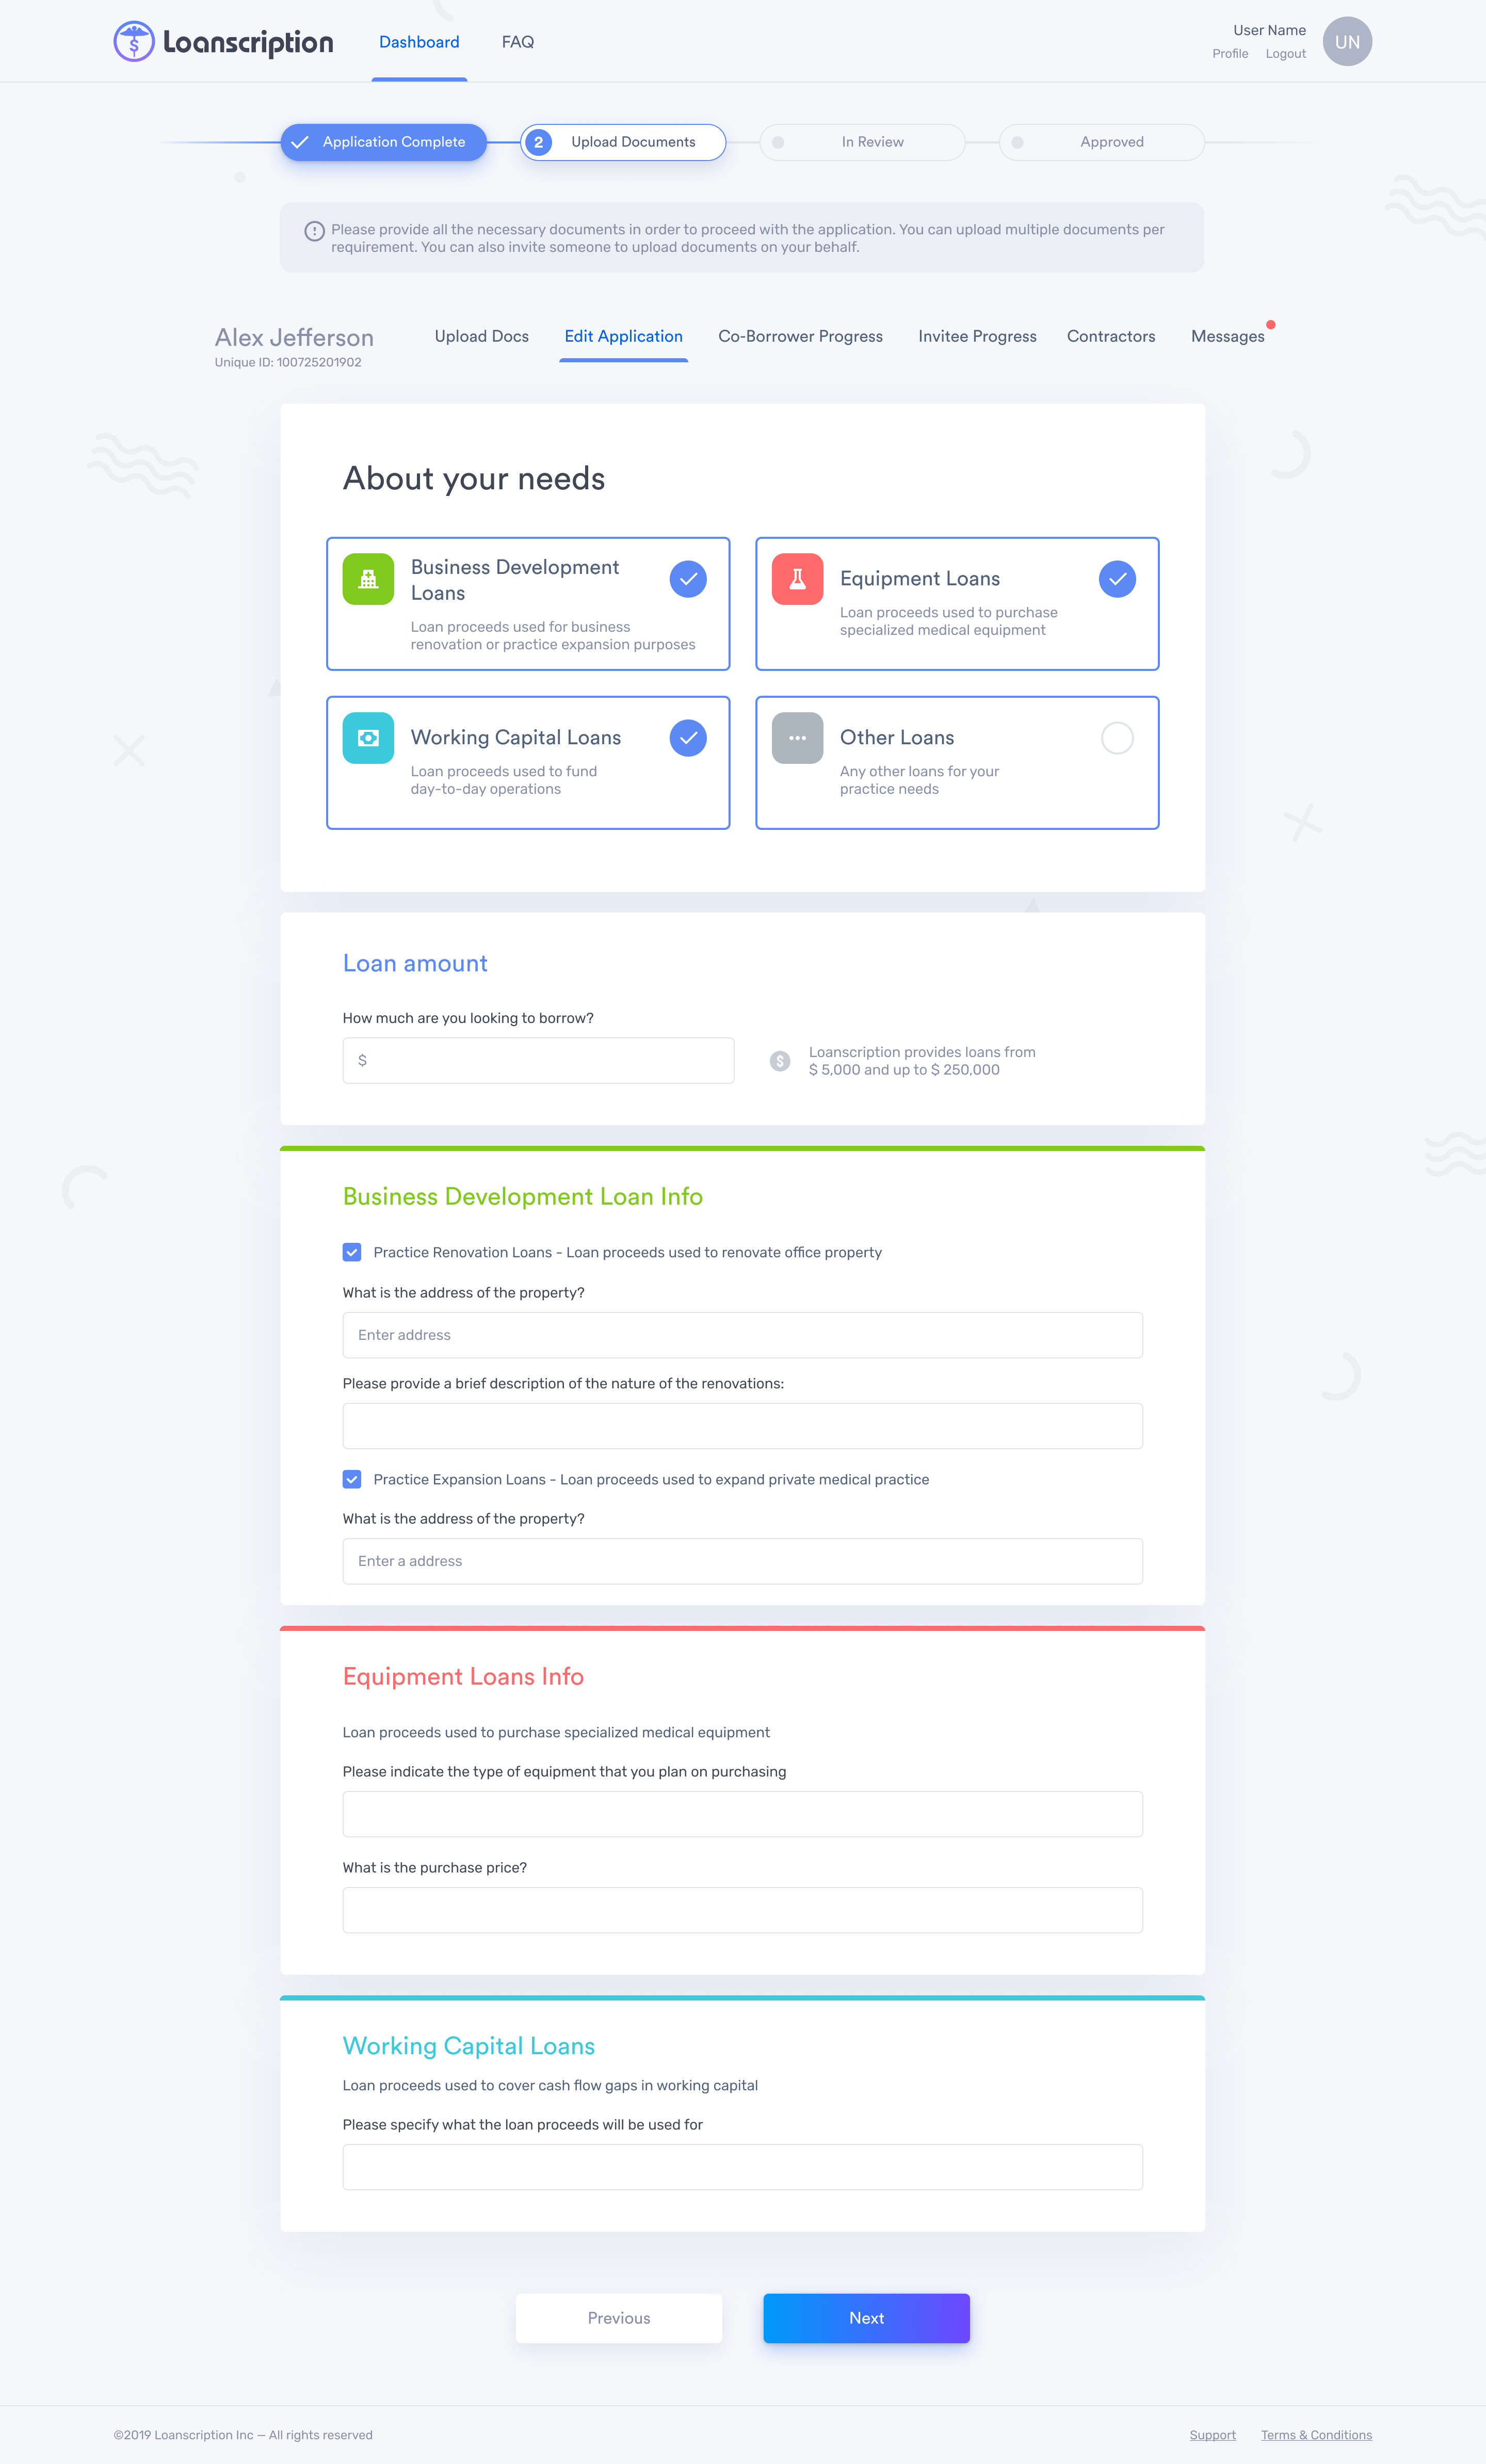 Loanscription
Dashboard
FAQ
User Name
Profile
Logout
UN
Application Complete
2
Upload Documents
In Review
Approved
Please provide all the necessary documents in order to proceed with the application. You can upload multiple documents per
requirement. You can also invite someone to upload documents on your behalf.
Alex Jefferson
Unique ID: 100725201902
Upload Docs
Edit Application
Co-Borrower Progress
Invitee Progress
Contractors
Messages
About your needs
Business Development
Loans
Loan proceeds used for business
renovation or practice expansion purposes
Equipment Loans
Loan proceeds used to purchase
specialized medical equipment
Working Capital Loans
Loan proceeds used to fund
day-to-day operations
Other Loans
Any other loans for your
practice needs
Loan amount
How much are you looking to borrow?
$
Loanscription provides loans from
$ 5,000 and up to $ 250,000
Business Development Loan Info
Practice Renovation Loans - Loan proceeds used to renovate office property
What is the address of the property?
Enter address
Please provide a brief description of the nature of the renovations:
Practice Expansion Loans - Loan proceeds used to expand private medical practice
What is the address of the property?
Enter a address
Equipment Loans Info
Loan proceeds used to purchase specialized medical equipment
Please indicate the type of equipment that you plan on purchasing
What is the purchase price?
Working Capital Loans
Loan proceeds used to cover cash flow gaps in working capital
Please specify what the loan proceeds will be used for
Previous
Next
©2019 Loanscription Inc — All rights reserved
Support
Terms & Conditions